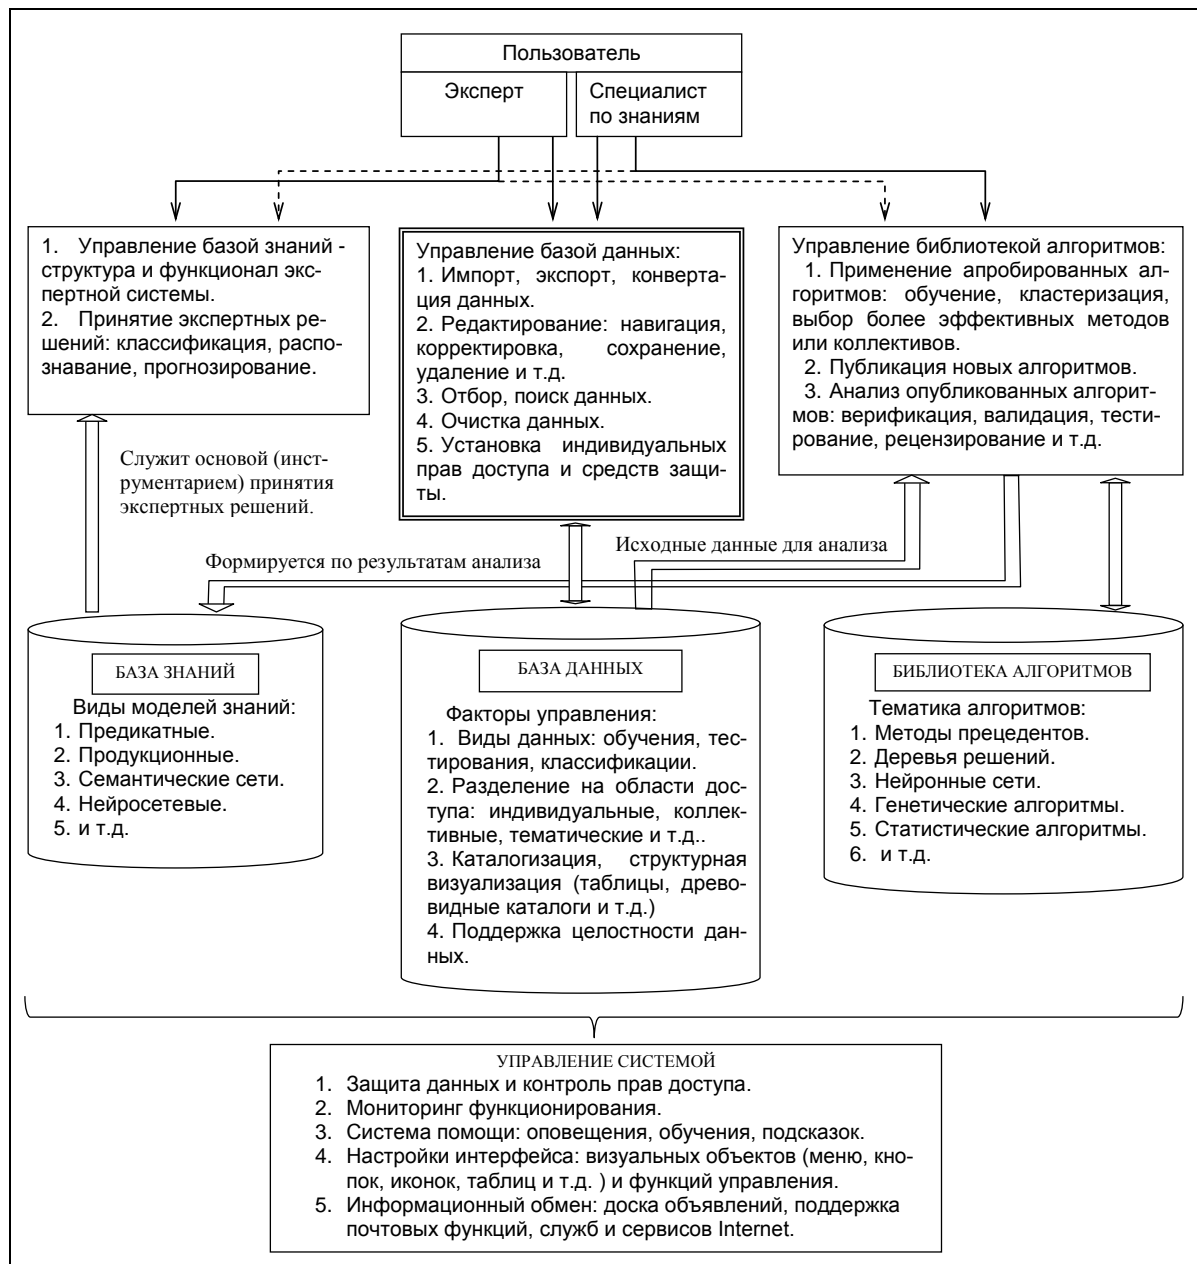 Пользователь
Эксперт
Специалист
по знаниям
1. Управление базой знаний -
структура и функционал экс-
пертной системы.
2. Принятие экспертных ре-
шений: классификация, распо-
знавание, прогнозирование.
Управление базой данных:
1. Импорт, экспорт, конверта-
ция данных.
2. Редактирование: навигация,
корректировка, сохранение,
удаление и т.д.
3. Отбор, поиск данных.
4. Очистка данных.
5. Установка индивидуальных
прав доступа и средств защи-
ты.
Управление библиотекой алгоритмов:
1. Применение апробированных ал-
горитмов: обучение, кластеризация,
выбор более эффективных методов
или коллективов.
2. Публикация новых алгоритмов.
3. Анализ опубликованных алгорит-
мов: верификация, валидация, тести-
рование, рецензирование и т.д.
Служит основой (инст-
рументарием) принятия
экспертных решений.
Формируется по результатам анализа
Исходные данные для анализа
БАЗА ЗНАНИЙ
Виды моделей знаний:
1. Предикатные.
2. Продукционные.
3. Семантические сети.
4. Нейросетевые.
5. и т.д.
БАЗА ДАННЫХ
Факторы управления:
1. Виды данных: обучения, тес-
тирования, классификации.
2. Разделение на области дос-
тупа: индивидуальные, коллек-
тивные, тематические и т.д..
3. Каталогизация, структурная
визуализация (таблицы, древо-
видные каталоги и т.д.)
4. Поддержка целостности дан-
ных.
БИБЛИОТЕКА АЛГОРИТМОВ
Тематика алгоритмов:
1. Методы прецедентов.
2. Деревья решений.
3. Нейронные сети.
4. Генетические алгоритмы.
5. Статистические алгоритмы.
6. и т.д.
УПРАВЛЕНИЕ СИСТЕМОЙ
1. Защита данных и контроль прав доступа.
2. Мониторинг функционирования.
3. Система помощи: оповещения, обучения, подсказок.
4. Настройки интерфейса: визуальных объектов (меню, кно-
пок, иконок, таблиц и т.д. ) и функций управления.
5. Информационный обмен: доска объявлений, поддержка
почтовых функций, служб и сервисов Internet.